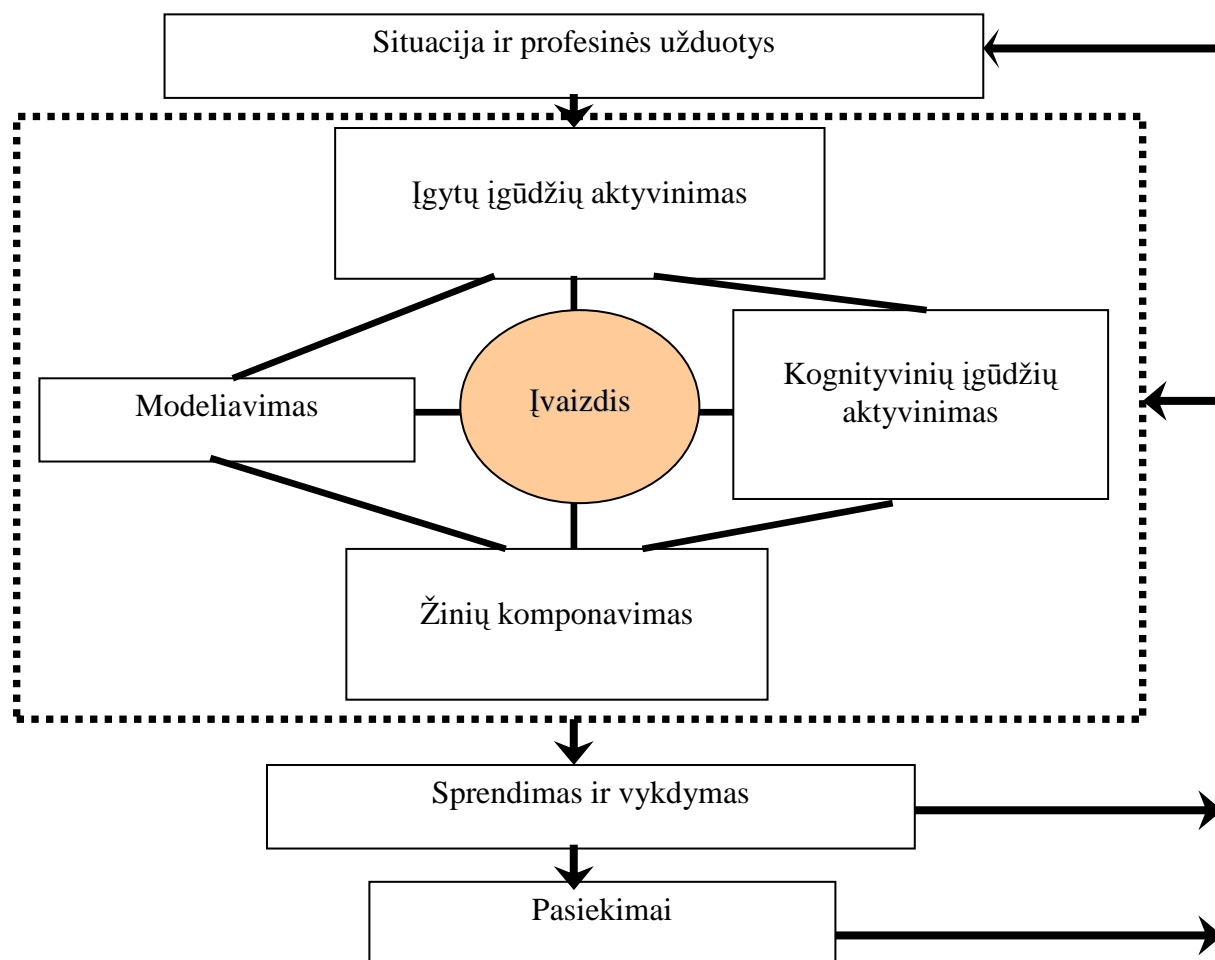 Situacija ir profesinės užduotys
Įgytų įgūdžių aktyvinimas
Modeliavimas
Įvaizdis
Kognityvinių įgūdžių
aktyvinimas
Žinių komponavimas
Sprendimas ir vykdymas
Pasiekimai